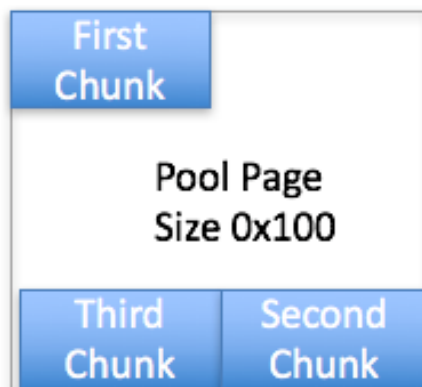 First
Chunk
Pool Page
Size 0x100
Third
Chunk
Second
Chunk